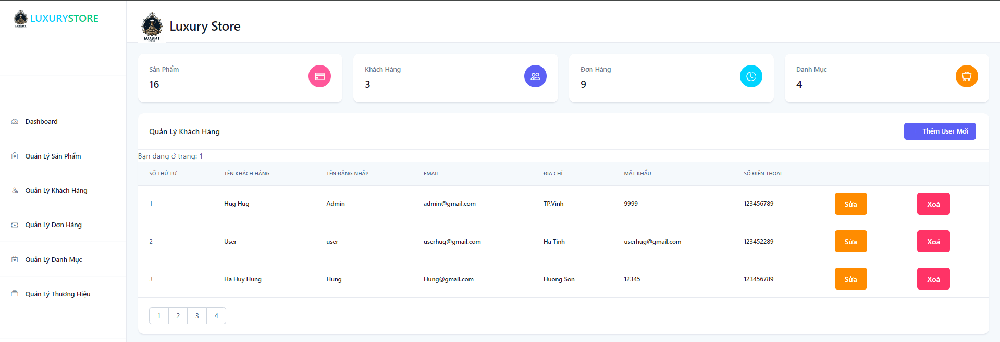 LUXURYSTORE
Dashboard
Quản Lý Sản Phẩm
Quản Lý Khách Hàng
Quản Lý Đơn Hàng
Quản Lý Danh Mục
Quản Lý Thương Hiệu
LUXURY
Luxury Store
Sản Phẩm
16
Khách Hàng
3
Đơn Hàng
9
Danh Mục
4
Quản Lý Khách Hàng
+ Thêm User Mới
Bạn đang ở trang: 1
SỐ THỨ TỰ TÊN KHÁCH HÀNG TÊN ĐĂNG NHẬP EMAIL ĐỊA CHỈ MẬT KHẨU SỐ ĐIỆN THOẠI
1 Hug Hug Admin admin@gmail.com TP.Vinh 9999 123456789 Sửa Xoá
2 User user userhug@gmail.com Ha Tinh userhug@gmail.com 123452289 Sửa Xoá
3 Ha Huy Hung Hung Hung@gmail.com Huong Son 12345 123456789 Sửa Xoá
1 2 3 4